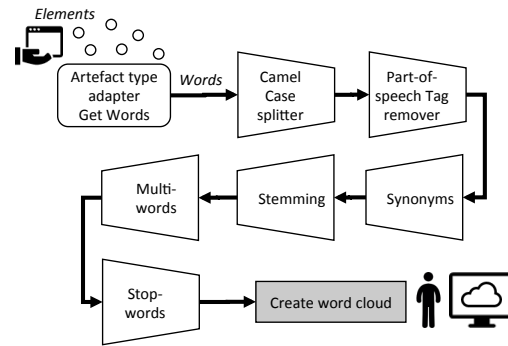 Elements
Artefact type
adapter
Get Words
Words
Camel
Case
splitter
Part-of-
speech Tag
remover
Multi-
words
Stemming
Synonyms
Stop-
words
Create word cloud